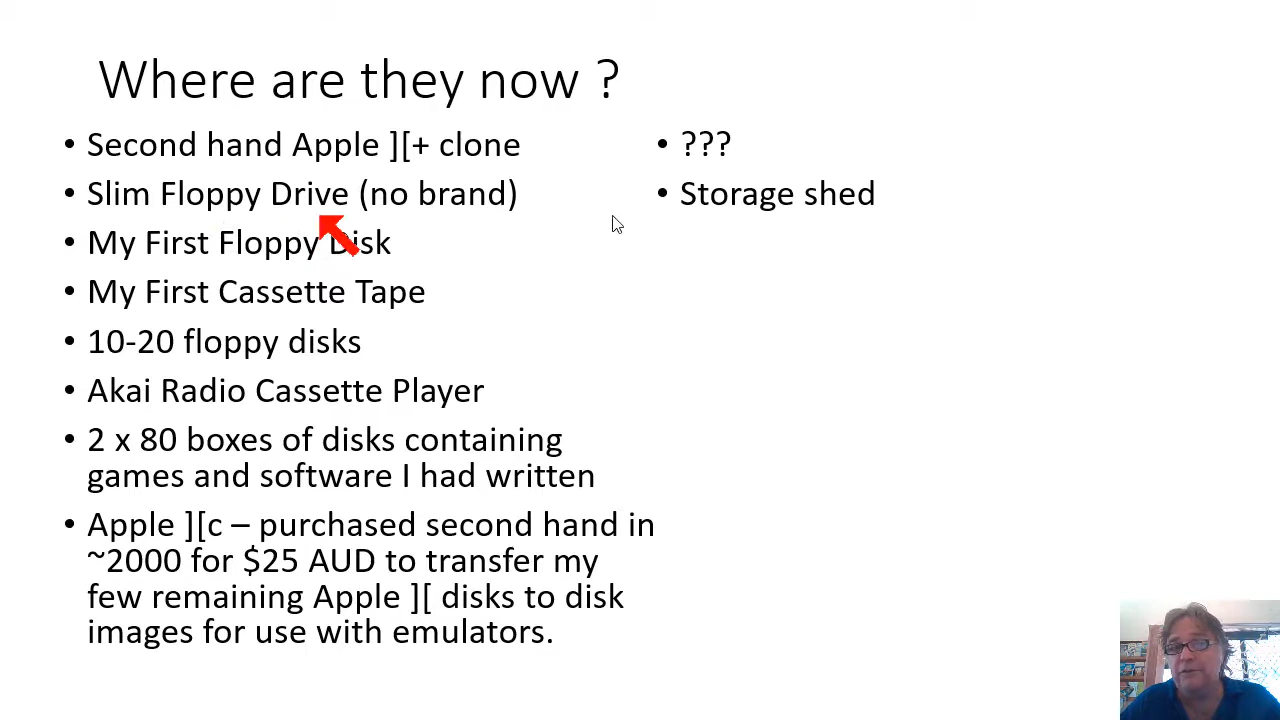 Where are they now ?
• Second hand Apple ][+ clone
• Slim Floppy Drive (no brand)
• My First Floppy Disk
• My First Cassette Tape
• 10-20 floppy disks
• Akai Radio Cassette Player
• 2 x 80 boxes of disks containing
games and software I had written
• Apple ][c – purchased second hand in
~2000 for $25 AUD to transfer my
few remaining Apple ][ disks to disk
images for use with emulators.
• ???
• Storage shed